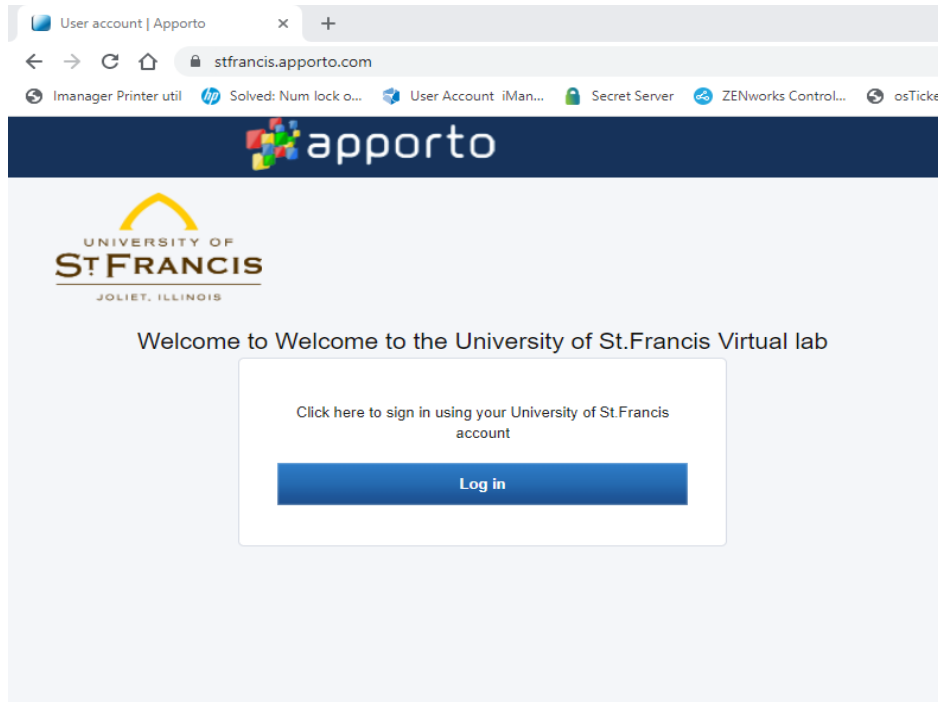 User account | Apporto
stfrancis.apporto.com
Imanager Printer util Solved: Num lock o... User Account iMan... Secret Server ZENworks Control... osTicke
apporto
UNIVERSITY OF
ST FRANCIS
JOLIET, ILLINOIS
Welcome to Welcome to the University of St.Francis Virtual lab
Click here to sign in using your University of St.Francis
account
Log in